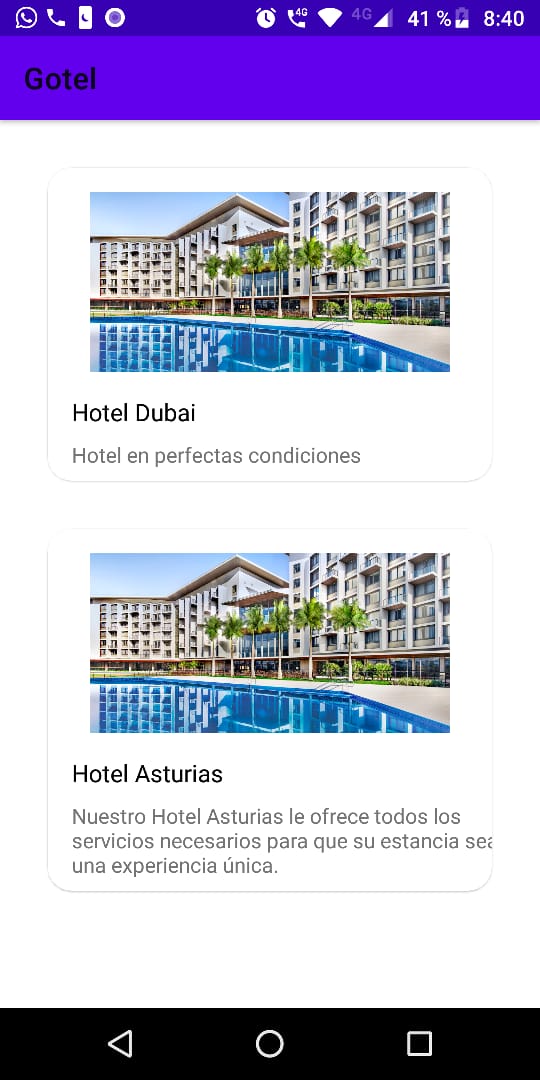 4G 4G 41 % 8:40
Gotel
Hotel Dubai
Hotel en perfectas condiciones
Hotel Asturias
Nuestro Hotel Asturias le ofrece todos los
servicios necesarios para que su estancia sea
una experiencia única.